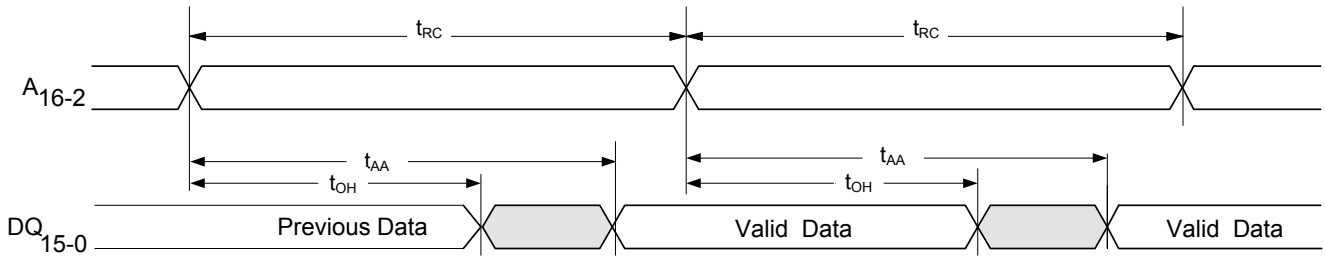 tRC tRC
A16-2
tAA tAA
tOH tOH
DQ15-0 Previous Data Valid Data Valid Data